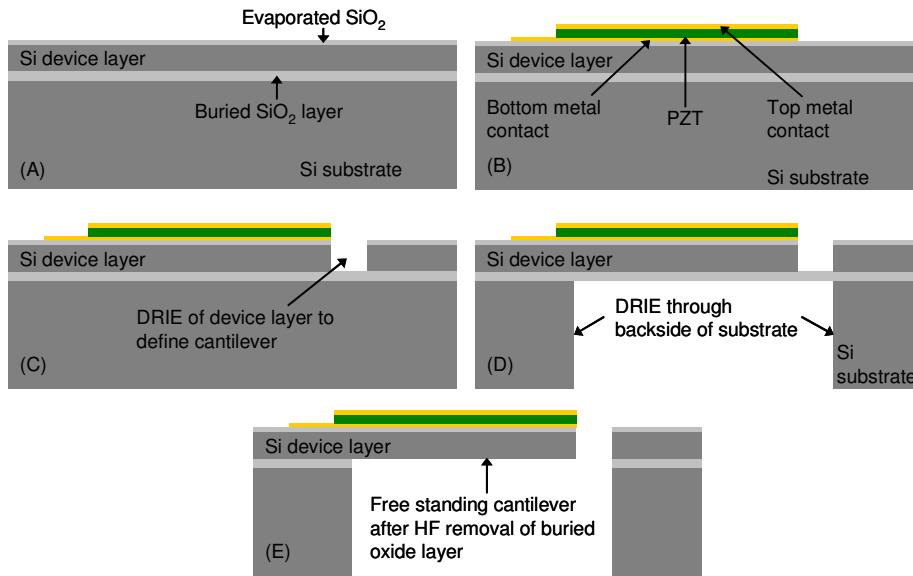 Evaporated SiO2
Si device layer
Buried SiO2 layer
(A)
Si substrate
Si device layer
Bottom metal
contact
PZT
Top metal
contact
(B)
Si substrate
Si device layer
DRIE of device layer to
define cantilever
(C)
Si device layer
DRIE through
backside of substrate
(D)
Si
substrate
Si device layer
Free standing cantilever
after HF removal of buried
oxide layer
(E)